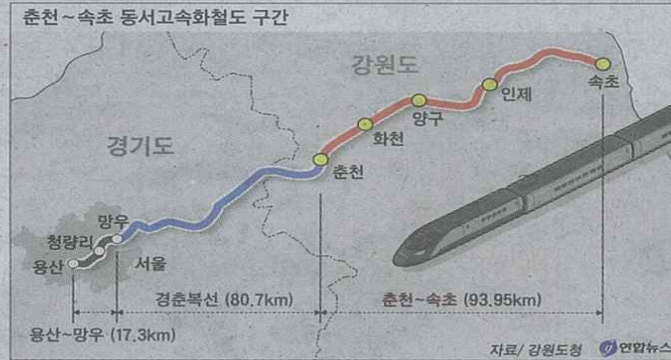 춘천~속초 동서고속화철도 구간
강원도
속초
인제
양구
화천
경기도
춘천
망우
청량리
용산
서울
경춘복선 (80.7km)
춘천~속초 (93.95km)
용산~망우 (17.3km)
자료/ 강원도청
연합뉴스